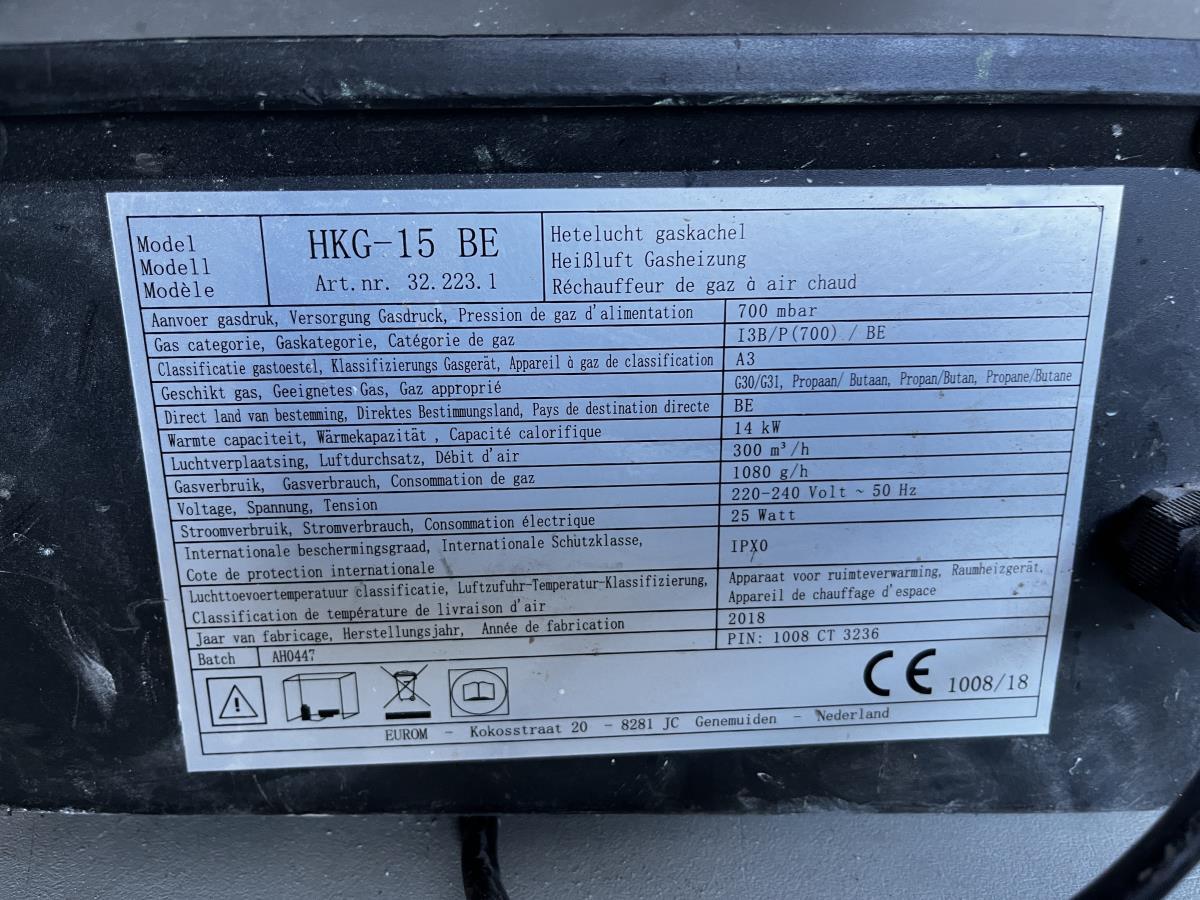 Model
Modell
Modèle
HKG-15 BE
Art.nr. 32.223.1
Hetelucht gaskachel
Heißluft Gasheizung
Réchauffeur de gaz à air chaud
Aanvoer gasdruk, Versorgung Gasdruck, Pression de gaz d'alimentation 700 mbar
Gas categorie, Gaskategorie, Catégorie de gaz I3B/P(700) / BE
Classificatie gastoestel, Klassifizierungs Gasgerät, Appareil à gaz de classification A3
Geschikt gas, Geeignetes Gas, Gaz approprié G30/G31, Propaan/ Butaan, Propan/Butan, Propane/Butane
Direct land van bestemming, Direktes Bestimmungsland, Pays de destination directe BE
Warmte capaciteit, Wärmekapazität , Capacité calorifique 14 kW
Luchtverplaatsing, Luftdurchsatz, Débit d'air 300 m³/h
Gasverbruik, Gasverbrauch, Consommation de gaz 1080 g/h
Voltage, Spannung, Tension 220-240 Volt ~ 50 Hz
Stroomverbruik, Stromverbrauch, Consommation électrique 25 Watt
Internationale beschermingsgraad, Internationale Schützklasse,
Cote de protection internationale IPX0
Luchttoevoertemperatuur classificatie, Luftzufuhr-Temperatur-Klassifizierung,
Classification de température de livraison d'air
Apparaat voor ruimteverwarming, Raumheizgerät,
Appareil de chauffage d'espace
Jaar van fabricage, Herstellungsjahr, Année de fabrication 2018
Batch AH0447 PIN: 1008 CT 3236
CE 1008/18
EUROM - Kokosstraat 20 - 8281 JC Genemuiden - Nederland